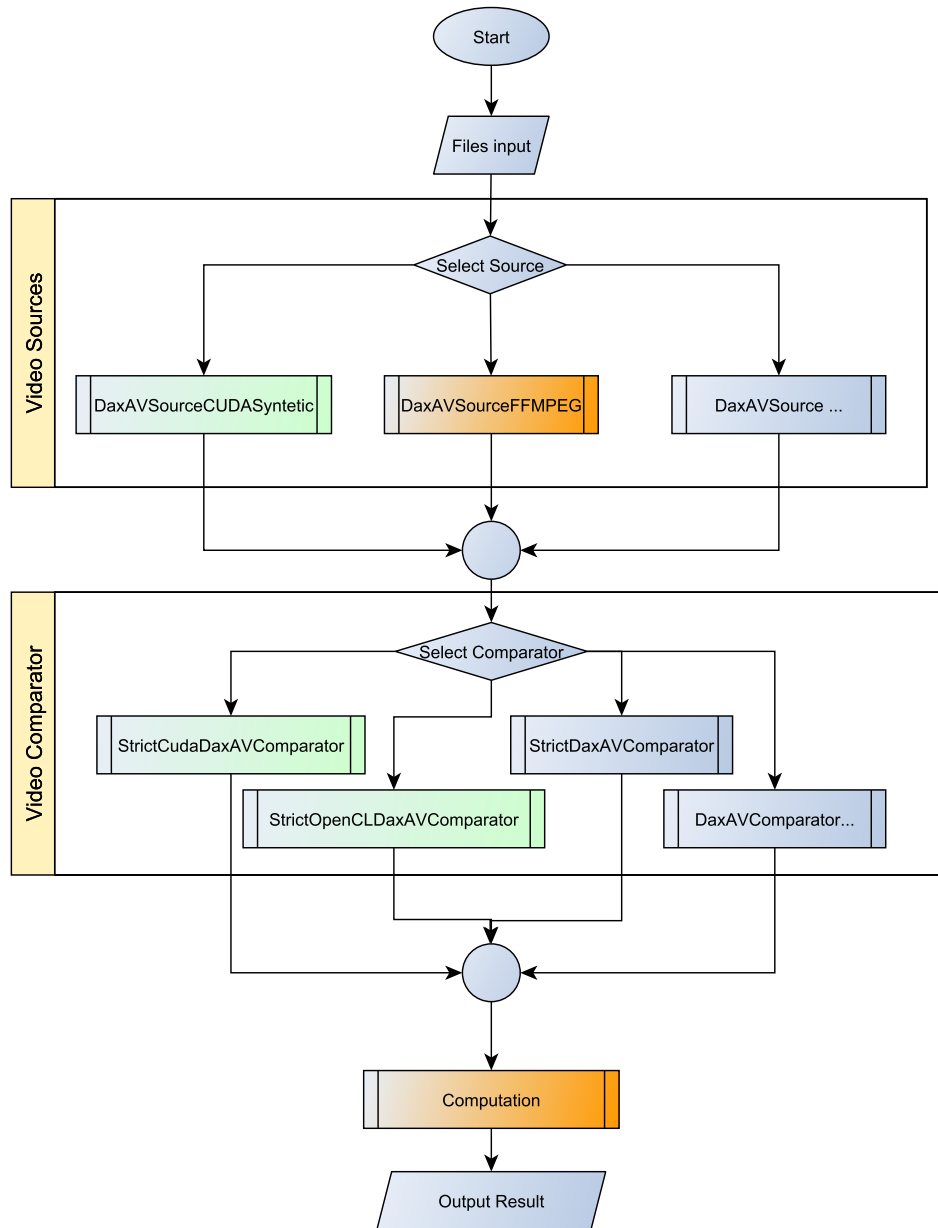 Start
Files input
Video Sources
Select Source
DaxAVSourceCUDASyntetic
DaxAVSourceFFMPEG
DaxAVSource ...
Video Comparator
Select Comparator
StrictCudaDaxAVComparator
StrictDaxAVComparator
StrictOpenCLDaxAVComparator
DaxAVComparator...
Computation
Output Result